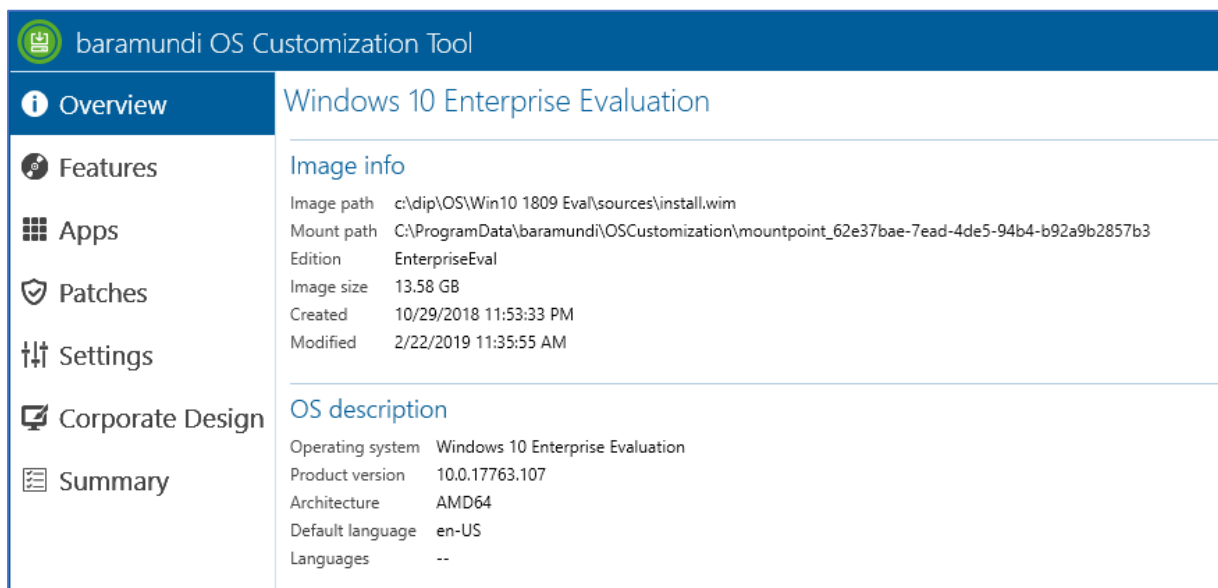 baramundi OS Customization Tool
Overview
Features
Apps
Patches
Settings
Corporate Design
Summary
Windows 10 Enterprise Evaluation
Image info
Image path c:\dip\OS\Win10 1809 Eval\sources\install.wim
Mount path C:\ProgramData\baramundi\OSCustomization\mountpoint_62e37bae-7ead-4de5-94b4-b92a9b2857b3
Edition EnterpriseEval
Image size 13.58 GB
Created 10/29/2018 11:53:33 PM
Modified 2/22/2019 11:35:55 AM
OS description
Operating system Windows 10 Enterprise Evaluation
Product version 10.0.17763.107
Architecture AMD64
Default language en-US
Languages --